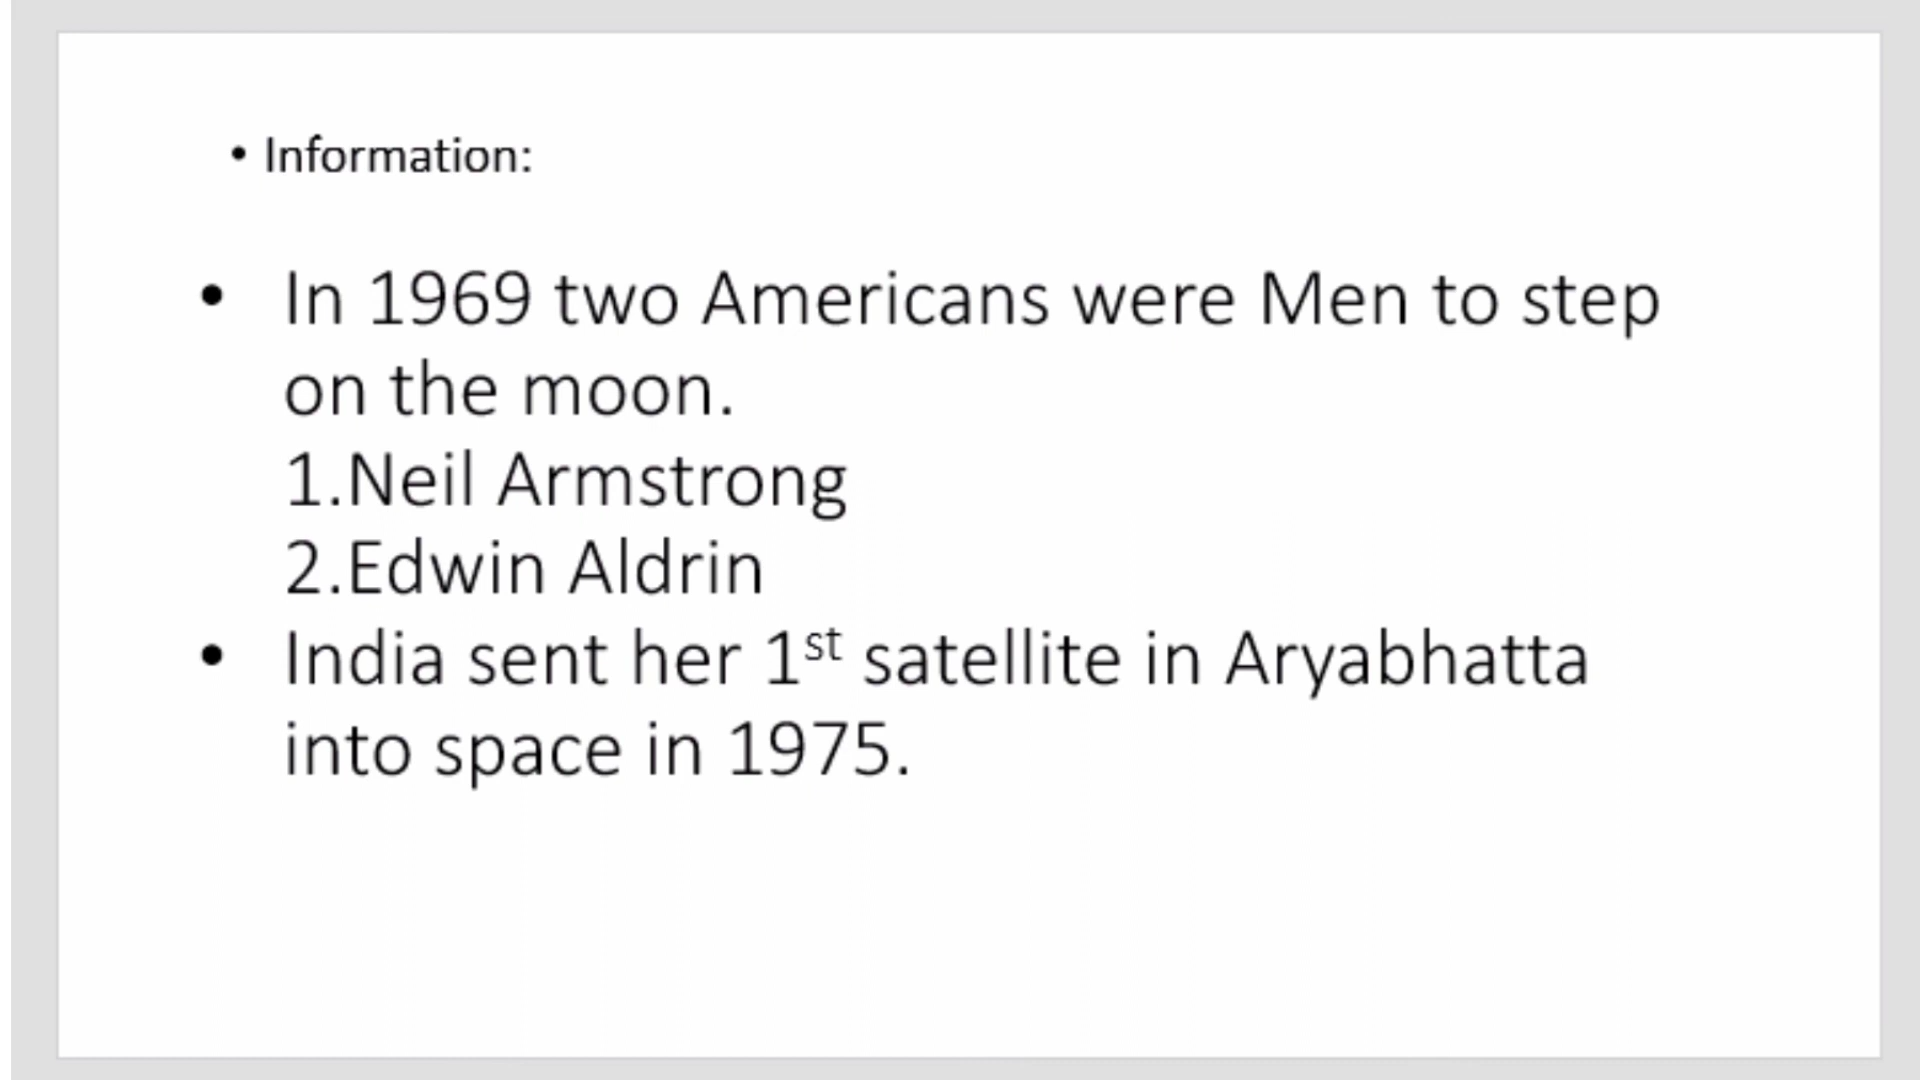 • Information:
• In 1969 two Americans were Men to step
on the moon.
1.Neil Armstrong
2.Edwin Aldrin
• India sent her 1st satellite in Aryabhatta
into space in 1975.